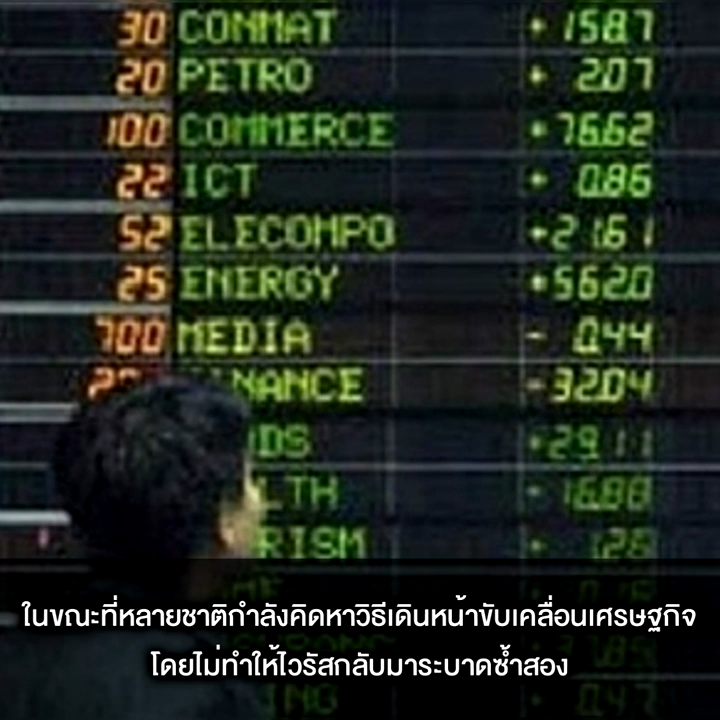 30 CONMAT + 158.7
20 PETRO + 2.07
100 COMMERCE + 76.62
22 ICT + 0.86
52 ELECOMPO +21.61
25 ENERGY +562.0
700 MEDIA - 0.44
NANCE -32.04
DS +29.11
LTH - 16.88
RISM + 1.26
ในขณะที่หลายชาติกำลังคิดหาวิธีเดินหน้าขับเคลื่อนเศรษฐกิจ
โดยไม่ทำให้ไวรัสกลับมาระบาดซ้ำสอง